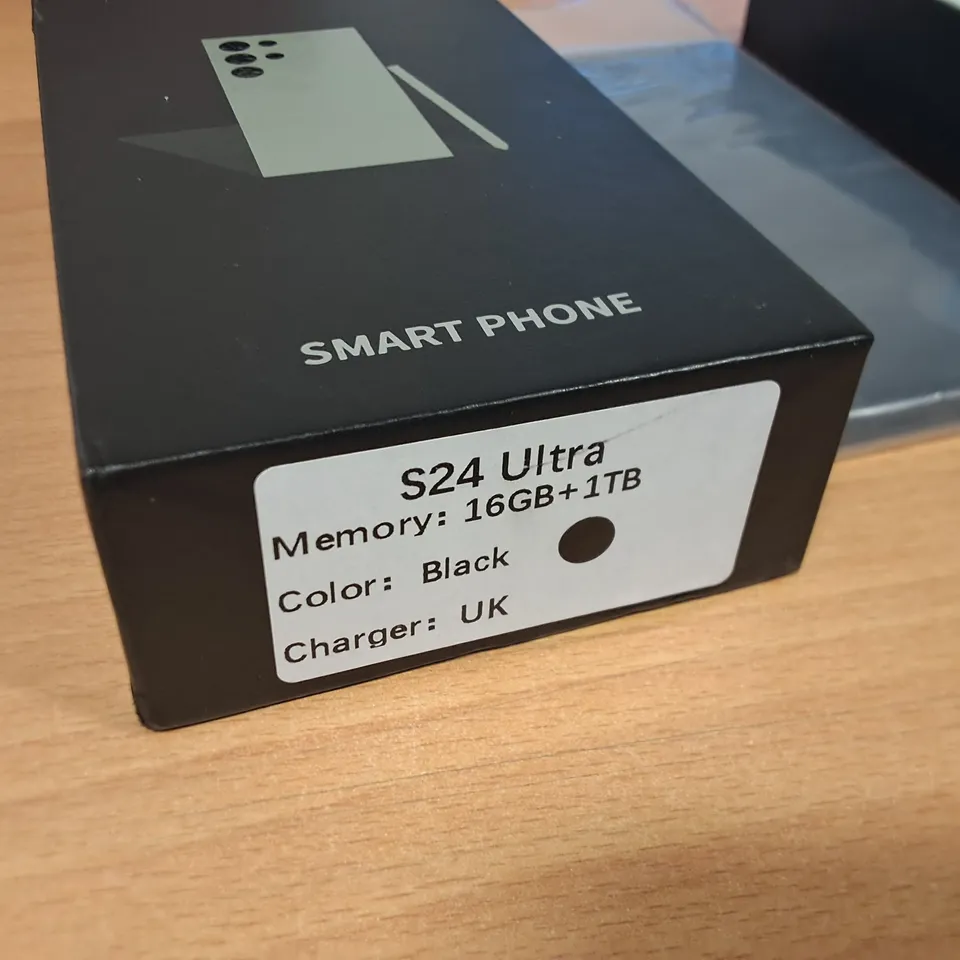 SMART PHONE
S24 Ultra
Memory: 16GB+1TB
Color: Black
Charger: UK